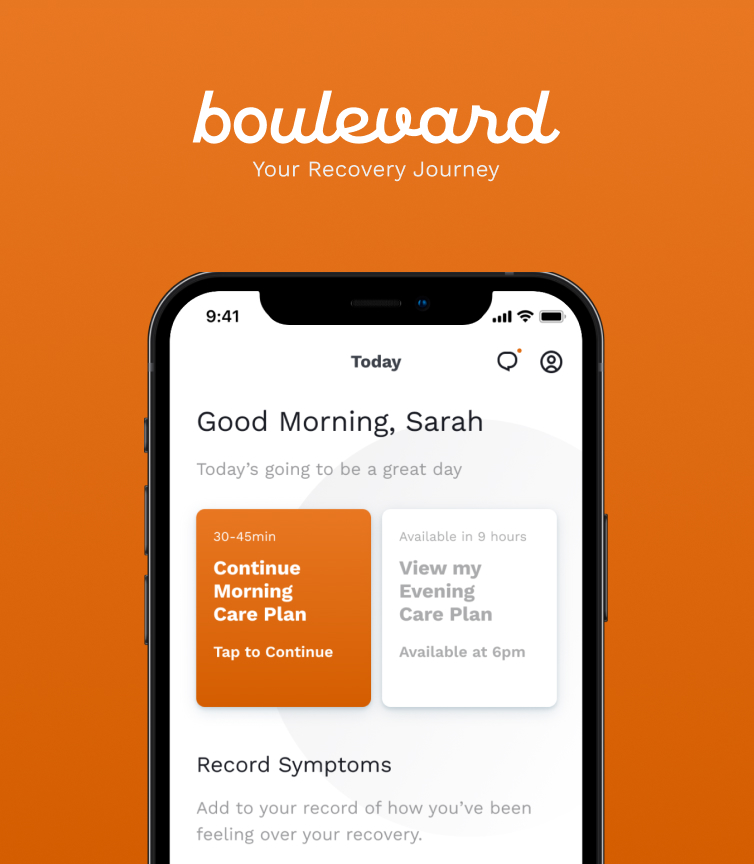 boulevard
Your Recovery Journey
9:41
Today
Good Morning, Sarah
Today’s going to be a great day
30-45min
Continue
Morning
Care Plan
Tap to Continue
Available in 9 hours
View my
Evening
Care Plan
Available at 6pm
Record Symptoms
Add to your record of how you’ve been
feeling over your recovery.